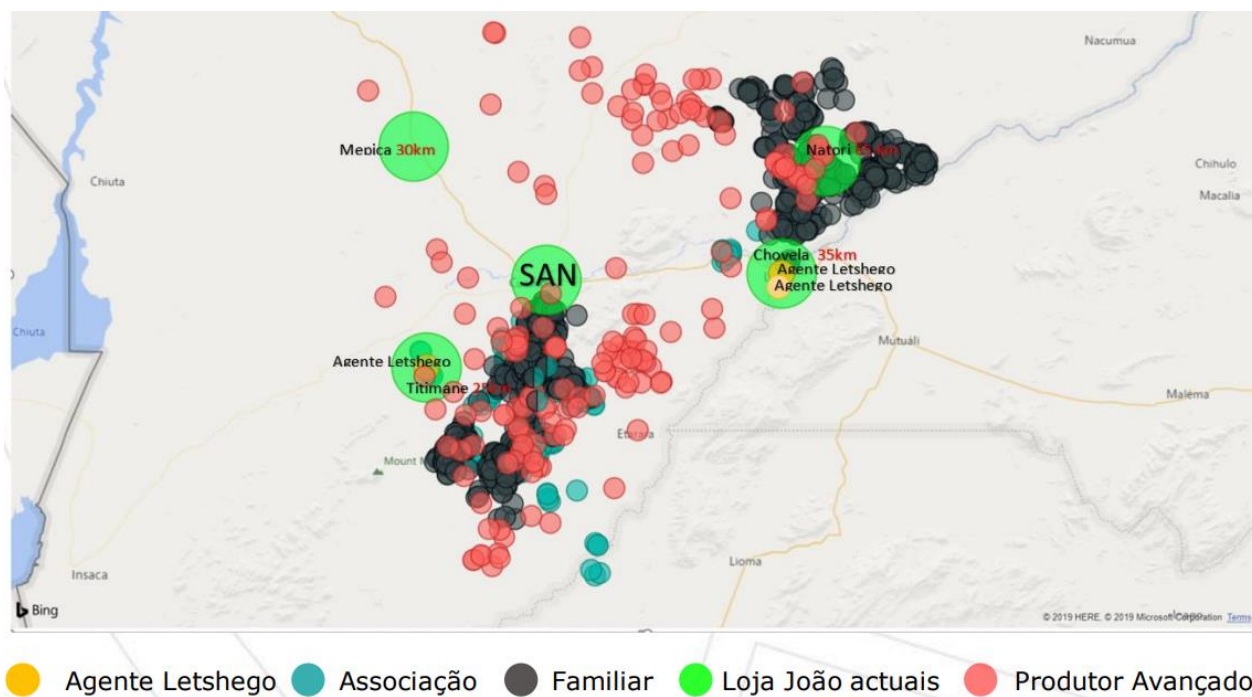 Nacumua
Mepica 30km
Natori
Chiuta
Chihulo
Macalia
Chovela 35km
SAN
Agente Letshego
Agente Letshego
Chiuta
Mutuáli
Agente Letshego
Titimane
Malema
Etarara
Mount
Lioma
Insaca
Bing
© 2019 HERE, © 2019 Microsoft Corporation Terms
Agente Letshego Associação Familiar Loja João actuais Produtor Avançado